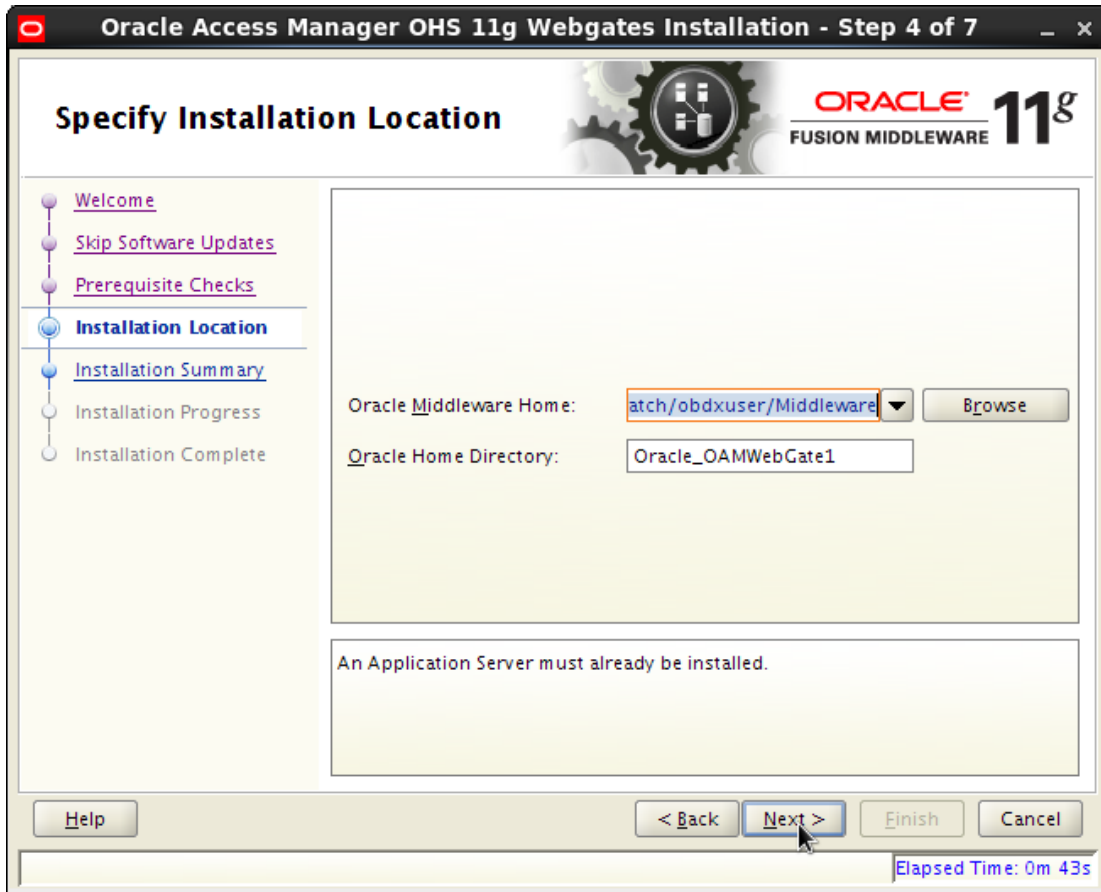 Oracle Access Manager OHS 11g Webgates Installation - Step 4 of 7
Specify Installation Location
ORACLE
FUSION MIDDLEWARE 11g
Welcome
Skip Software Updates
Prerequisite Checks
Installation Location
Installation Summary
Installation Progress
Installation Complete
Oracle Middleware Home: atch/obdxuser/Middleware Browse
Oracle Home Directory: Oracle_OAMWebGate1
An Application Server must already be installed.
Help < Back Next > Finish Cancel
Elapsed Time: 0m 43s